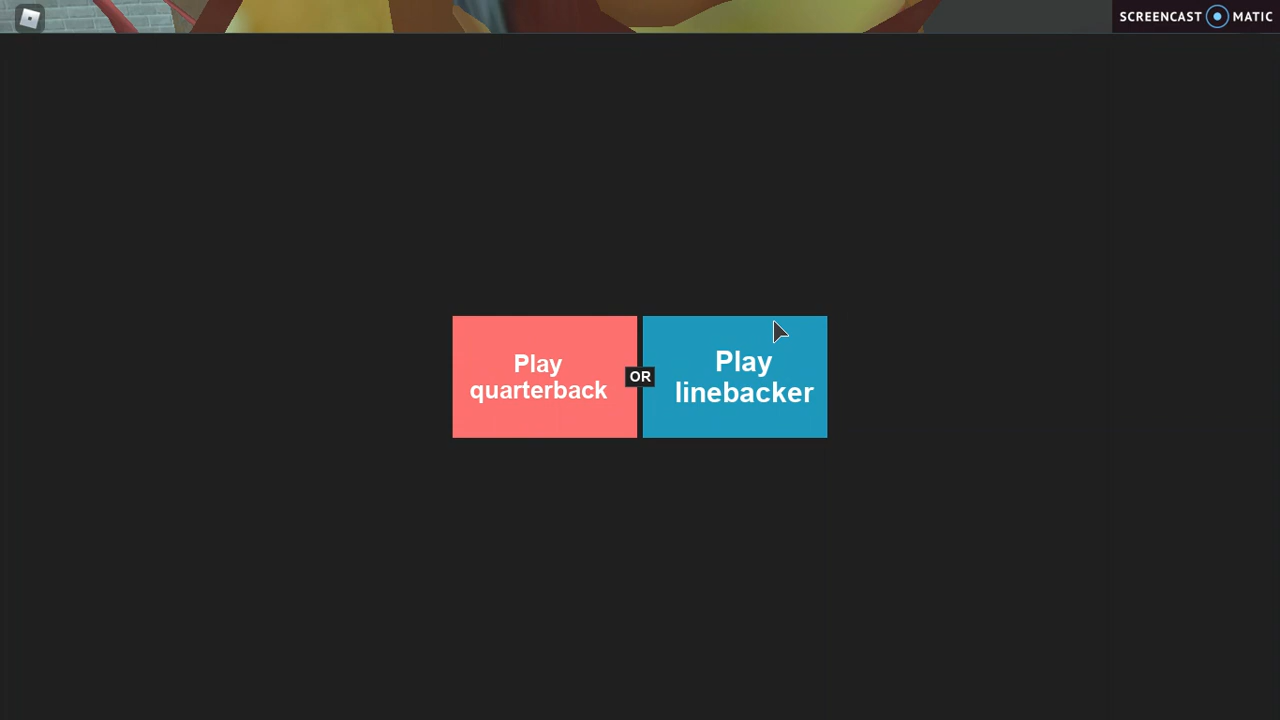 SCREENCAST MATIC
Play
quarterback
OR
Play
linebacker